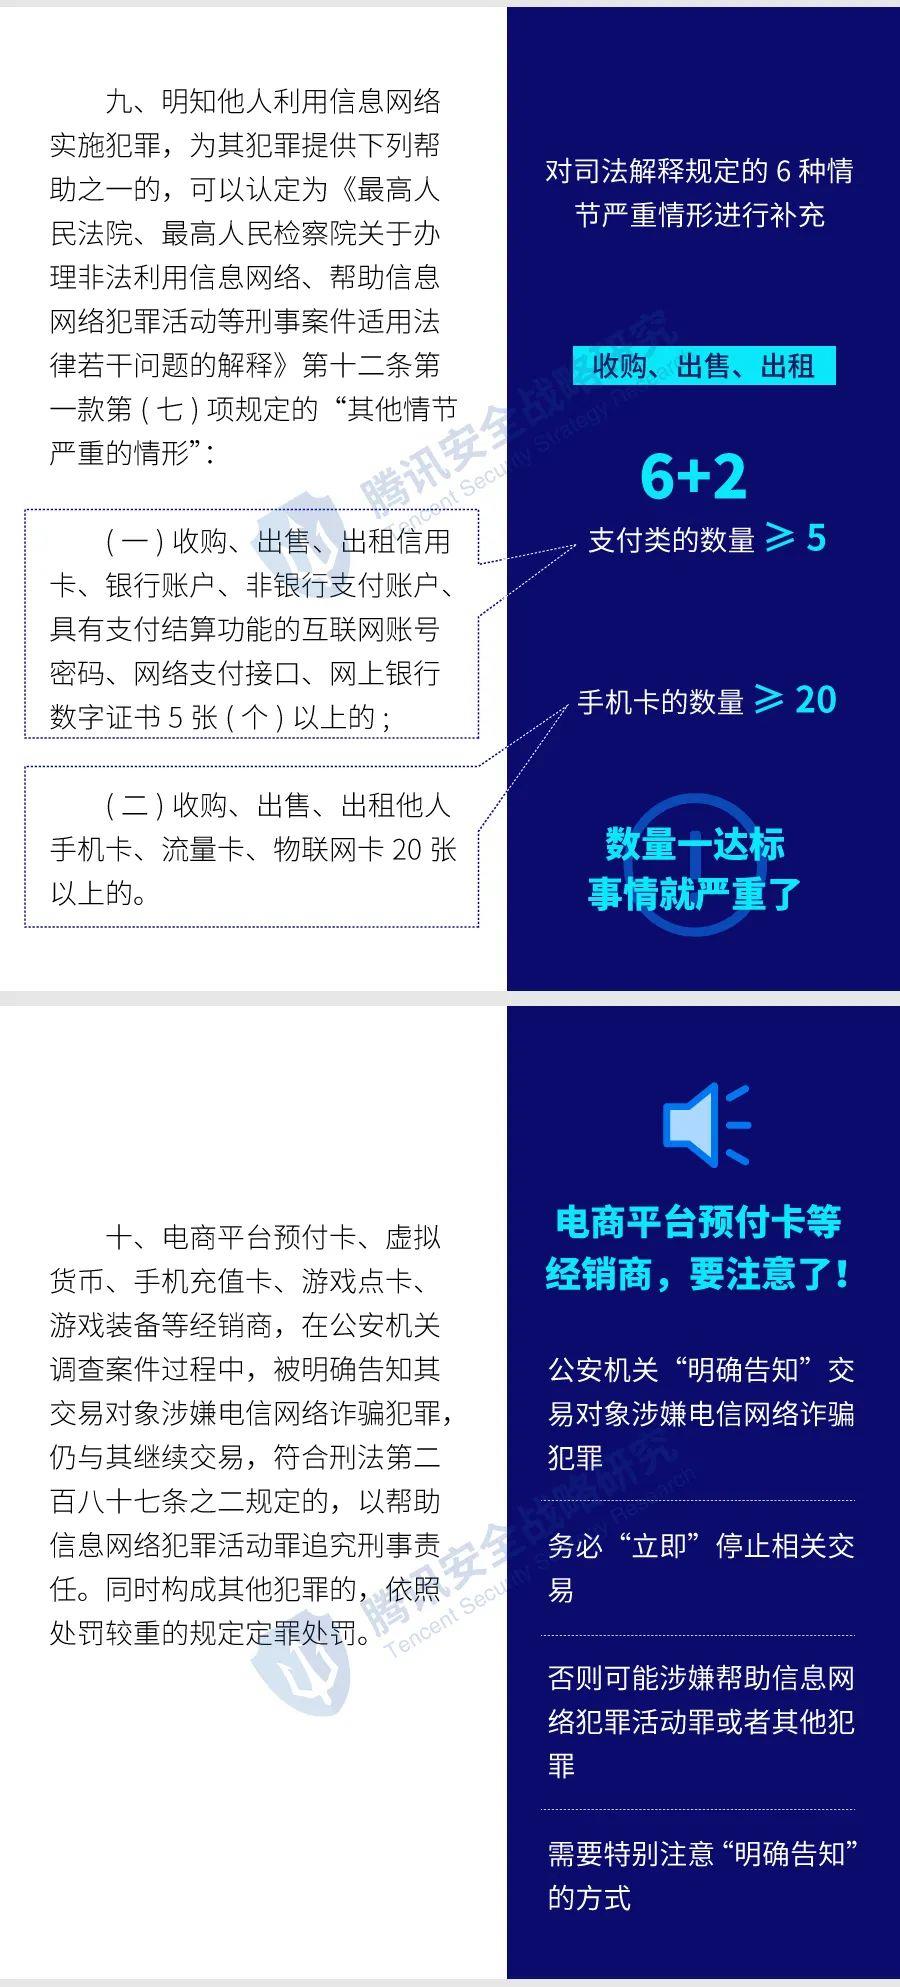 九、明知他人利用信息网络
实施犯罪，为其犯罪提供下列帮
助之一的，可以认定为《最高人
民法院、最高人民检察院关于办
理非法利用信息网络、帮助信息
网络犯罪活动等刑事案件适用法
律若干问题的解释》第十二条第
一款第(七)项规定的“其他情节
严重的情形”：
(一)收购、出售、出租信用
卡、银行账户、非银行支付账户、
具有支付结算功能的互联网账号
密码、网络支付接口、网上银行
数字证书5张(个)以上的；
(二)收购、出售、出租他人
手机卡、流量卡、物联网卡20张
以上的。
对司法解释规定的6种情
节严重情形进行补充
收购、出售、出租
6+2
支付类的数量≥5
手机卡的数量≥20
数量一达标
事情就严重了
腾讯安全战略研究
Tencent Security Strategy Research
十、电商平台预付卡、虚拟
货币、手机充值卡、游戏点卡、
游戏装备等经销商，在公安机关
调查案件过程中，被明确告知其
交易对象涉嫌电信网络诈骗犯罪，
仍与其继续交易，符合刑法第二
百八十七条之二规定的，以帮助
信息网络犯罪活动罪追究刑事责
任。同时构成其他犯罪的，依照
处罚较重的规定定罪处罚。
电商平台预付卡等
经销商，要注意了！
公安机关“明确告知”交
易对象涉嫌电信网络诈骗
犯罪
务必“立即”停止相关交
易
否则可能涉嫌帮助信息网
络犯罪活动罪或者其他犯
罪
需要特别注意“明确告知”
的方式
腾讯安全战略研究
Tencent Security Strategy Research